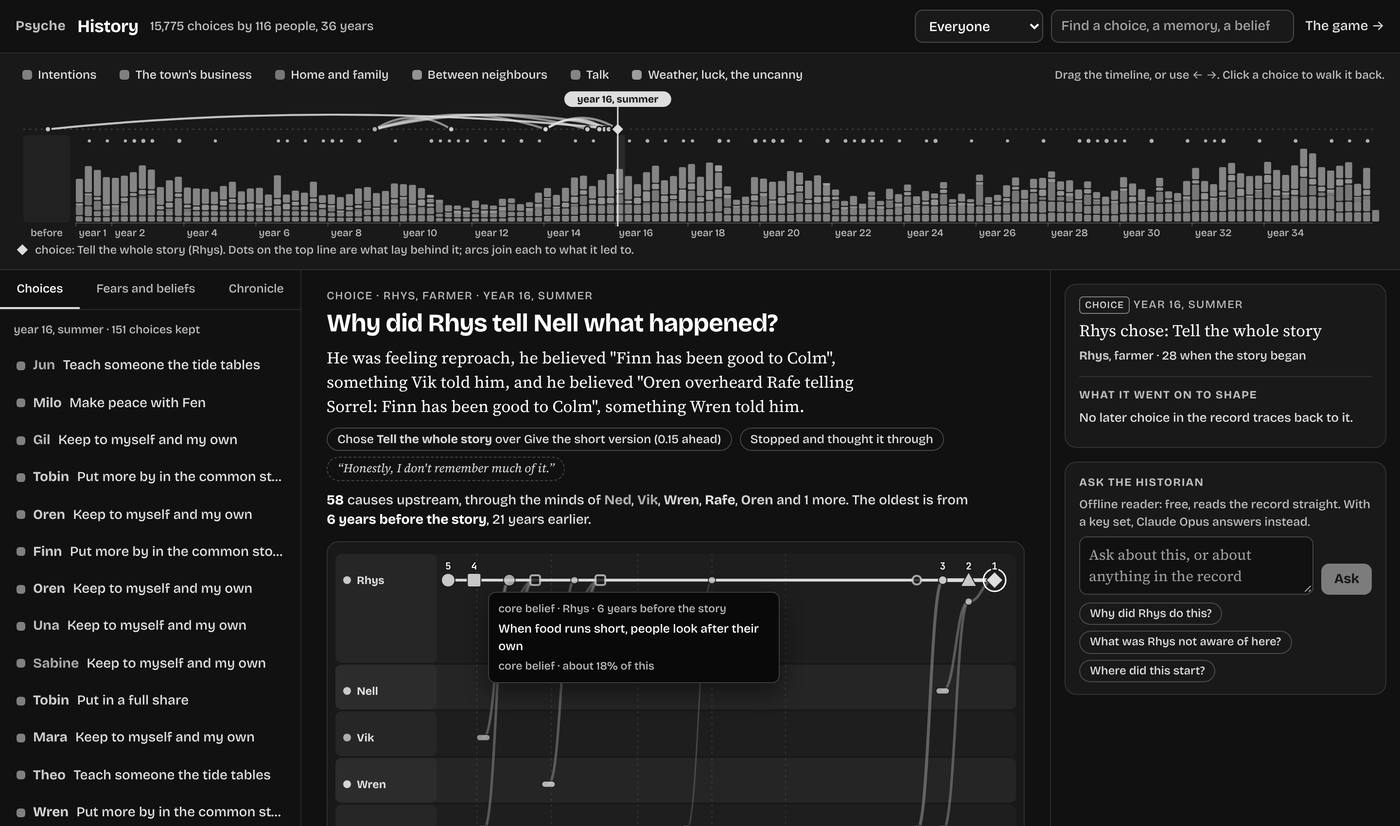 Psyche History 15,775 choices by 116 people, 36 years
Everyone
Find a choice, a memory, a belief
The game →
Intentions
The town's business
Home and family
Between neighbours
Talk
Weather, luck, the uncanny
Drag the timeline, or use ← →. Click a choice to walk it back.
year 16, summer
before year 1 year 2 year 4 year 6 year 8 year 10 year 12 year 14 year 16 year 18 year 20 year 22 year 24 year 26 year 28 year 30 year 32 year 34
choice: Tell the whole story (Rhys). Dots on the top line are what lay behind it; arcs join each to what it led to.
Choices
Fears and beliefs
Chronicle
year 16, summer · 151 choices kept
Jun Teach someone the tide tables
Milo Make peace with Fen
Gil Keep to myself and my own
Tobin Put more by in the common st...
Oren Keep to myself and my own
Finn Put more by in the common sto...
Oren Keep to myself and my own
Una Keep to myself and my own
Sabine Keep to myself and my own
Tobin Put in a full share
Mara Keep to myself and my own
Theo Teach someone the tide tables
Wren Put more by in the common st...
CHOICE · RHYS, FARMER · YEAR 16, SUMMER
Why did Rhys tell Nell what happened?
He was feeling reproach, he believed "Finn has been good to Colm",
something Vik told him, and he believed "Oren overheard Rafe telling
Sorrel: Finn has been good to Colm", something Wren told him.
Chose Tell the whole story over Give the short version (0.15 ahead)
Stopped and thought it through
“Honestly, I don't remember much of it.”
58 causes upstream, through the minds of Ned, Vik, Wren, Rafe, Oren and 1 more. The oldest is from
6 years before the story, 21 years earlier.
5 4 3 2 1
Rhys
core belief · Rhys · 6 years before the story
When food runs short, people look after their
own
core belief · about 18% of this
Nell
Vik
Wren
CHOICE YEAR 16, SUMMER
Rhys chose: Tell the whole story
Rhys, farmer · 28 when the story began
WHAT IT WENT ON TO SHAPE
No later choice in the record traces back to it.
ASK THE HISTORIAN
Offline reader: free, reads the record straight. With
a key set, Claude Opus answers instead.
Ask about this, or about
anything in the record
Ask
Why did Rhys do this?
What was Rhys not aware of here?
Where did this start?